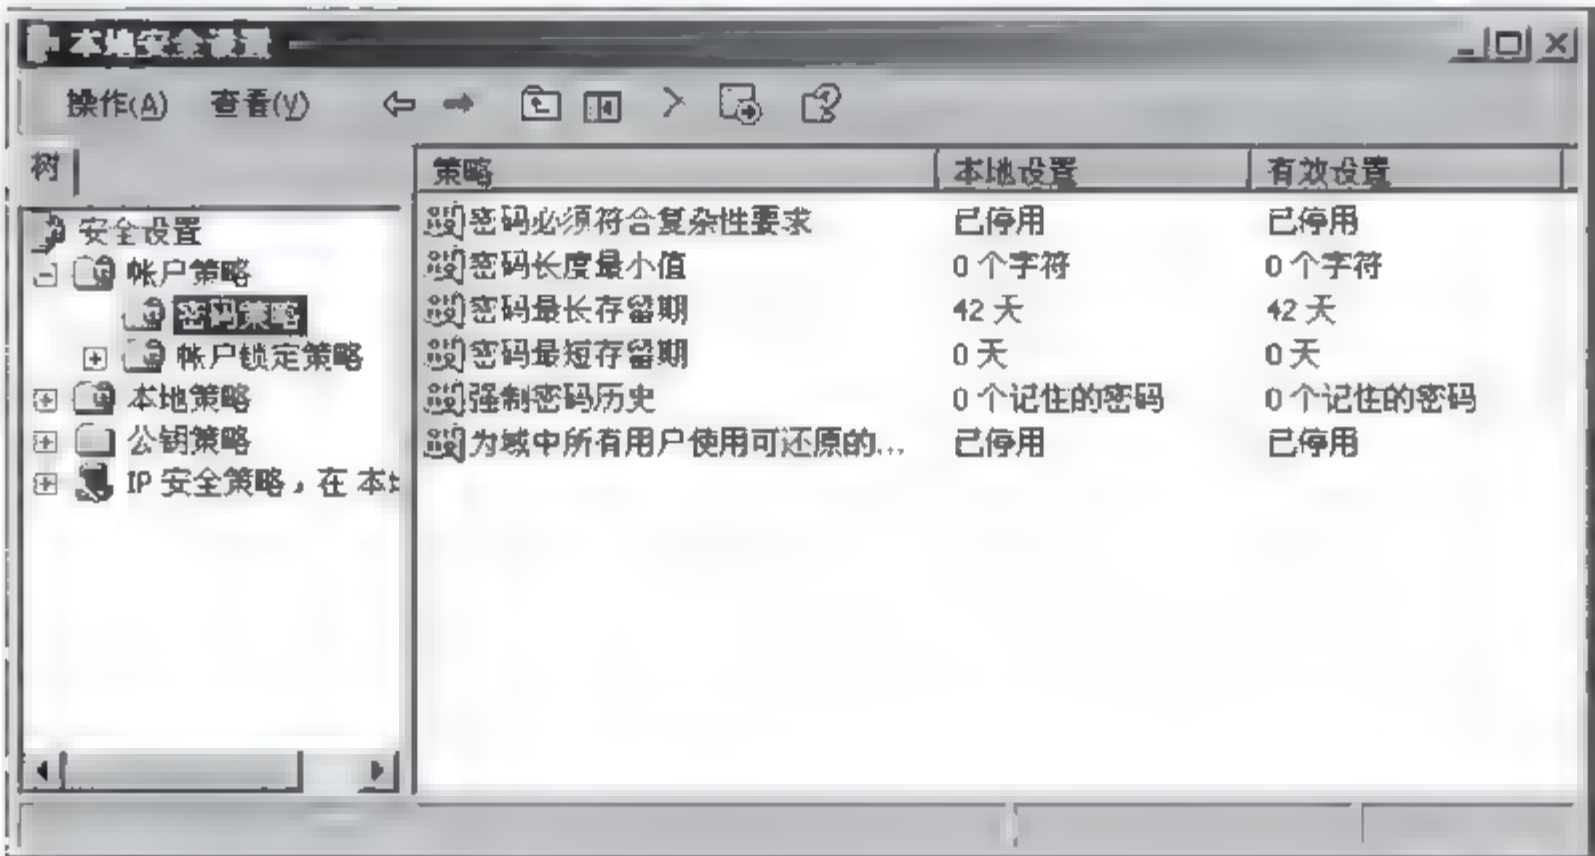 本地安全设置
操作(A) 查看(V)
树
安全设置
帐户策略
密码策略
帐户锁定策略
本地策略
公钥策略
IP 安全策略，在 本地
策略 本地设置 有效设置
密码必须符合复杂性要求 已停用 已停用
密码长度最小值 0 个字符 0 个字符
密码最长存留期 42 天 42 天
密码最短存留期 0 天 0 天
强制密码历史 0 个记住的密码 0 个记住的密码
为域中所有用户使用可还原的... 已停用 已停用